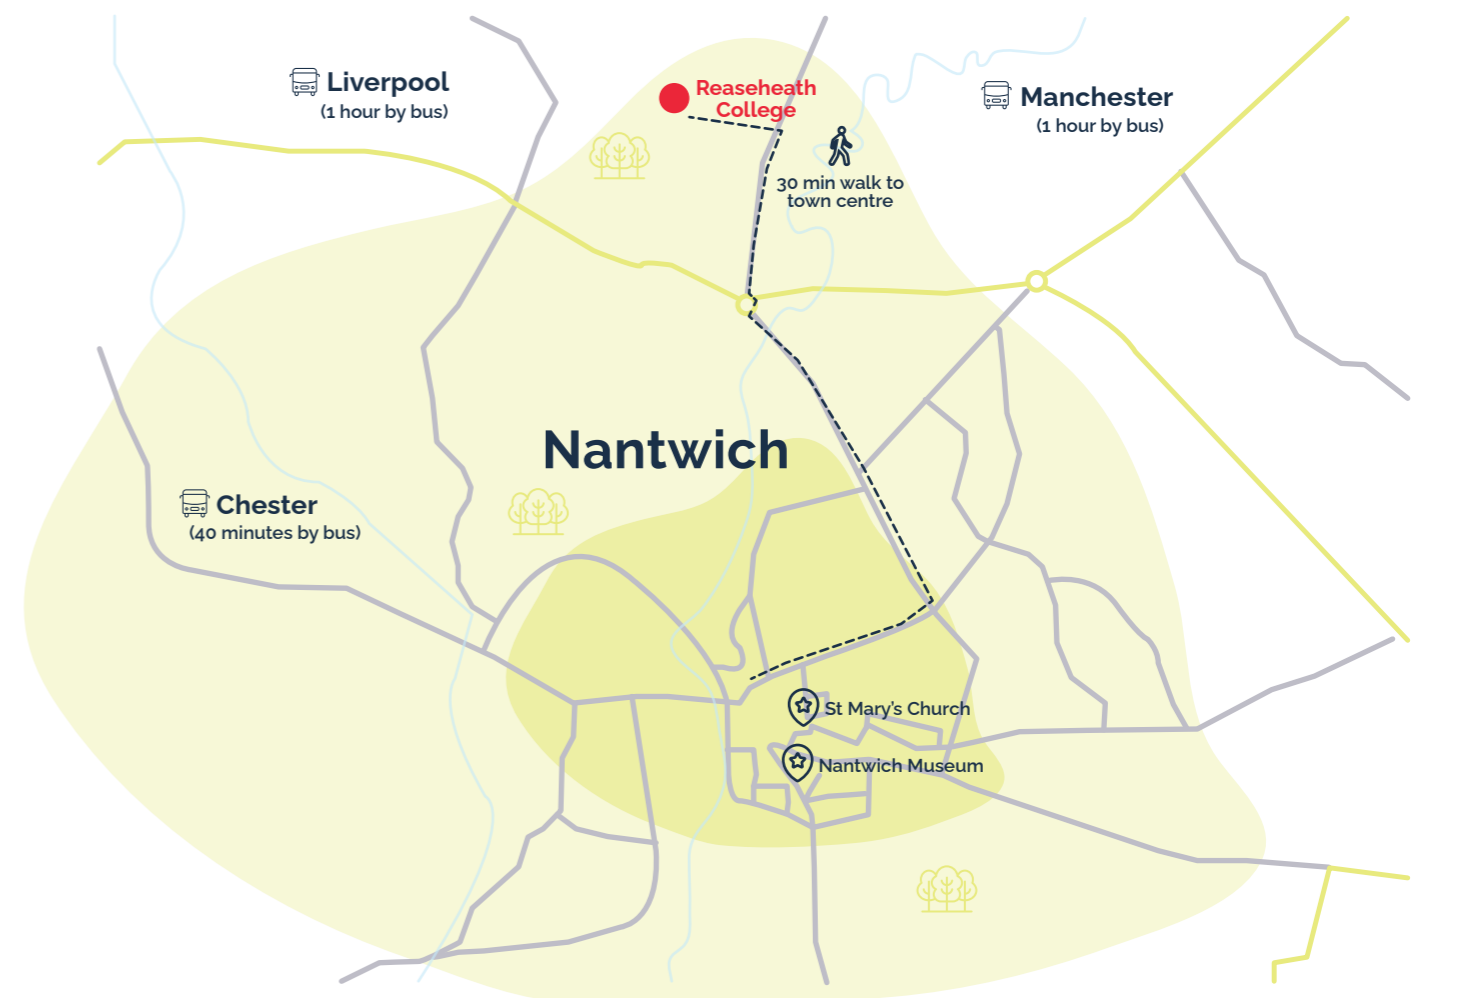 Liverpool
(1 hour by bus)
Reaseheath
College
Manchester
(1 hour by bus)
30 min walk to
town centre
Nantwich
Chester
(40 minutes by bus)
St Mary's Church
Nantwich Museum